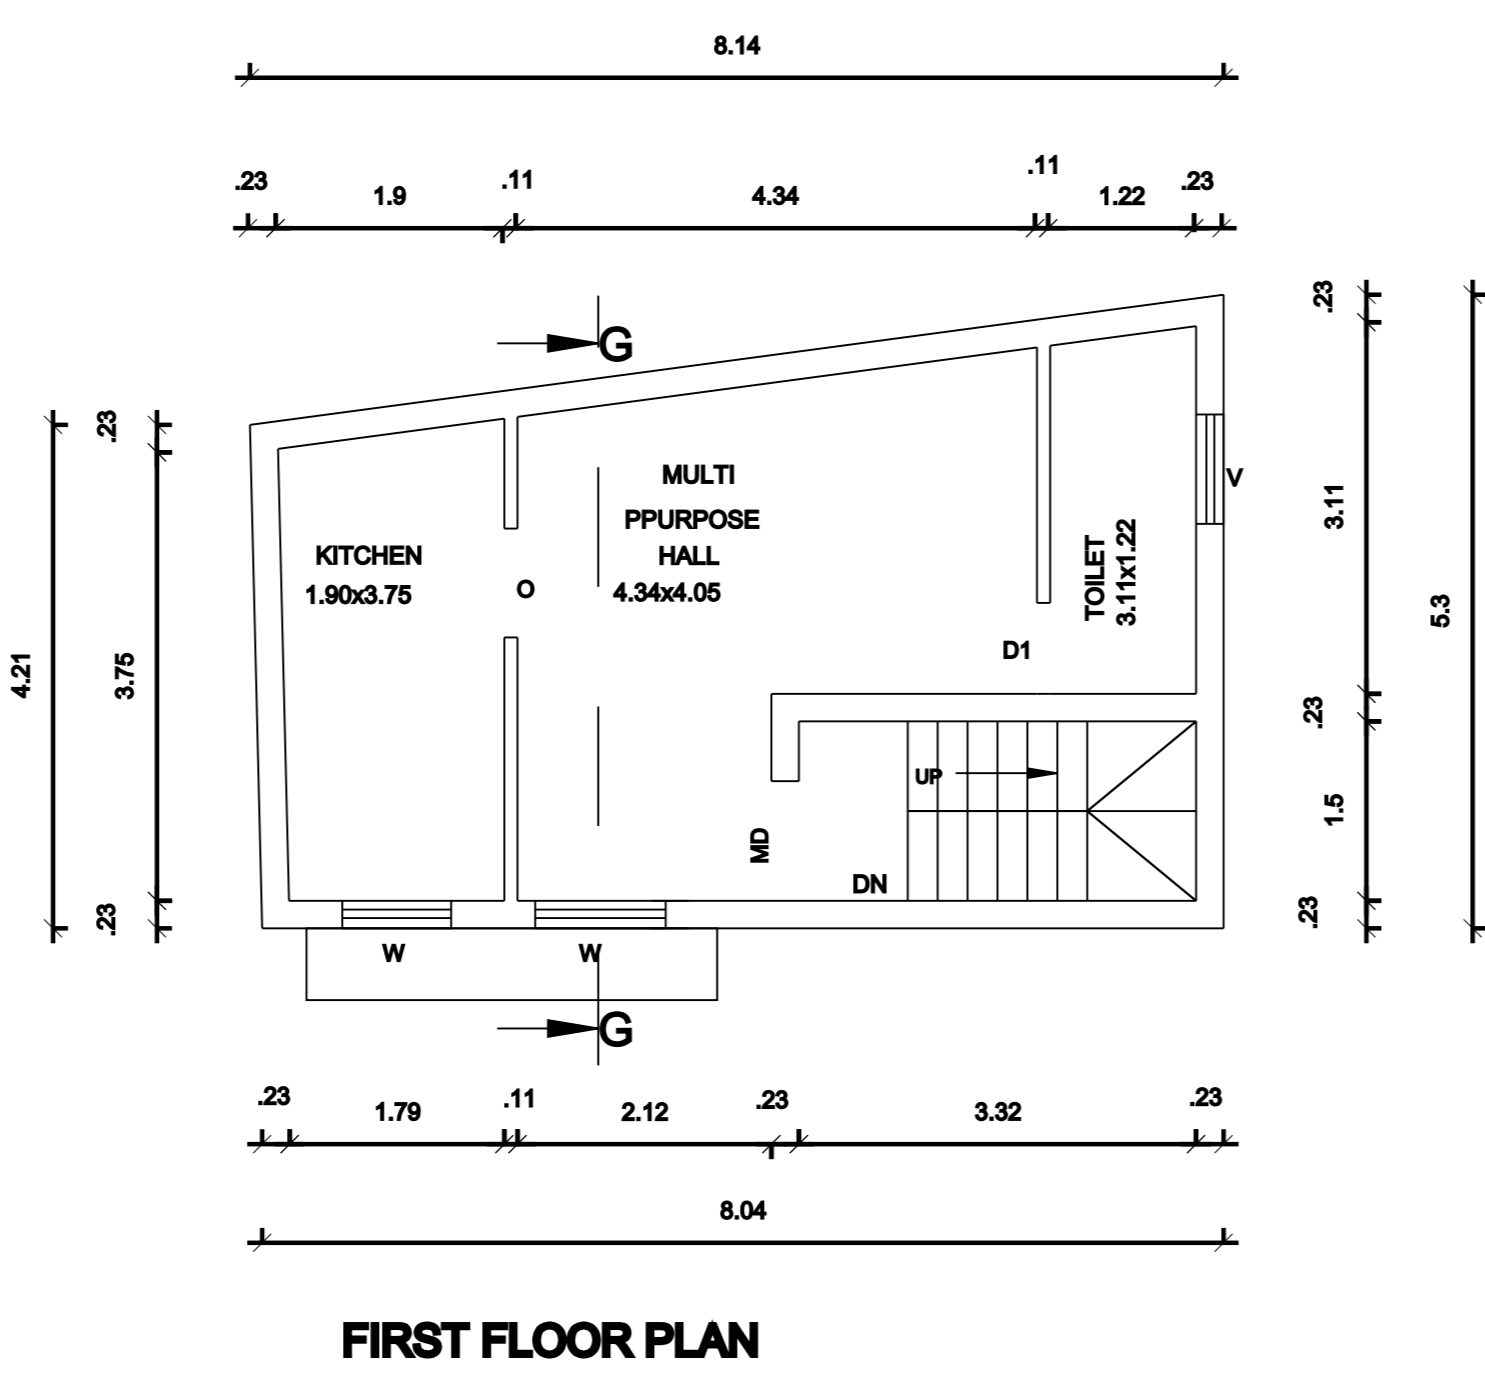 8.14
.23
1.9
.11
4.34
.11
1.22
.23
G
.23
.23
MULTI
PPURPOSE
HALL
4.34x4.05
KITCHEN
1.90x3.75
O
V
TOILET
3.11x1.22
3.11
5.3
D1
4.21
3.75
.23
UP
1.5
MD
DN
.23
.23
W
W
G
.23
1.79
.11
2.12
.23
3.32
.23
8.04
FIRST FLOOR PLAN